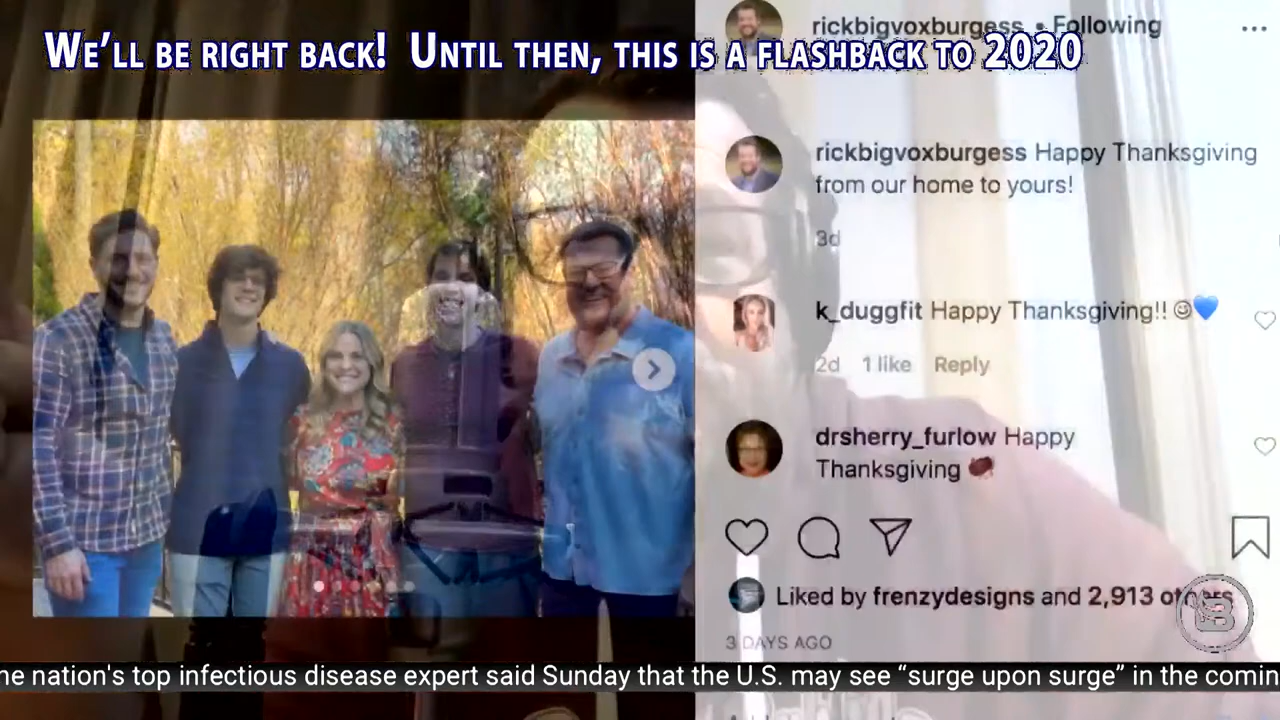 WE'LL BE RIGHT BACK! UNTIL THEN, THIS IS A FLASHBACK TO 2020
rickbigvoxburgess • Following
rickbigvoxburgess Happy Thanksgiving
from our home to yours!
3d
k_duggfit Happy Thanksgiving!! ☺💙
2d 1 like Reply
drsherry_furlow Happy
Thanksgiving
Liked by frenzydesigns and 2,913 others
3 DAYS AGO
he nation's top infectious disease expert said Sunday that the U.S. may see “surge upon surge” in the comin